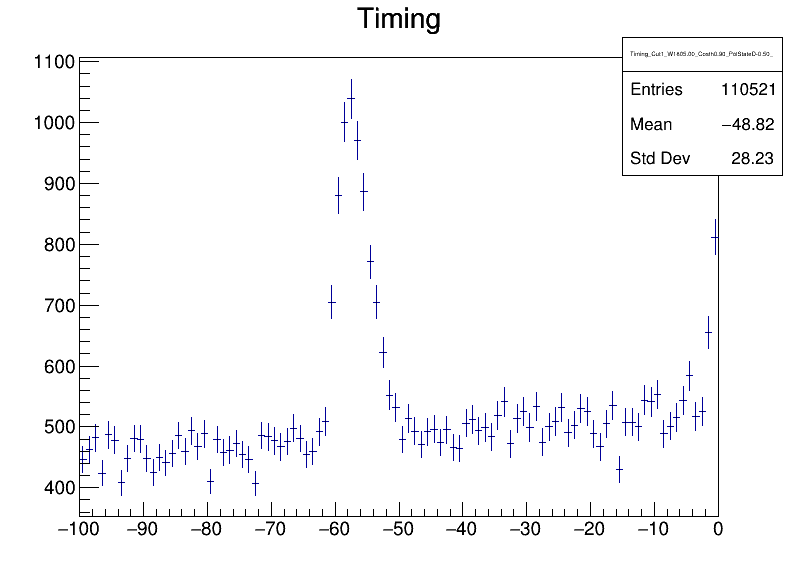 Timing
Timing_Cut1_W1605.00_Costh0.90_PolStateD-0.50_
Entries 110521
Mean −48.82
Std Dev 28.23
1100
1000
900
800
700
600
500
400
−100 −90 −80 −70 −60 −50 −40 −30 −20 −10 0